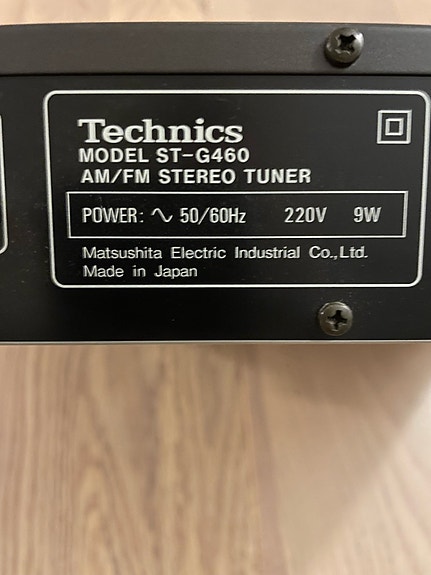 Technics
MODEL ST-G460
AM/FM STEREO TUNER
POWER: ∿ 50/60Hz 220V 9W
Matsushita Electric Industrial Co.,Ltd.
Made in Japan